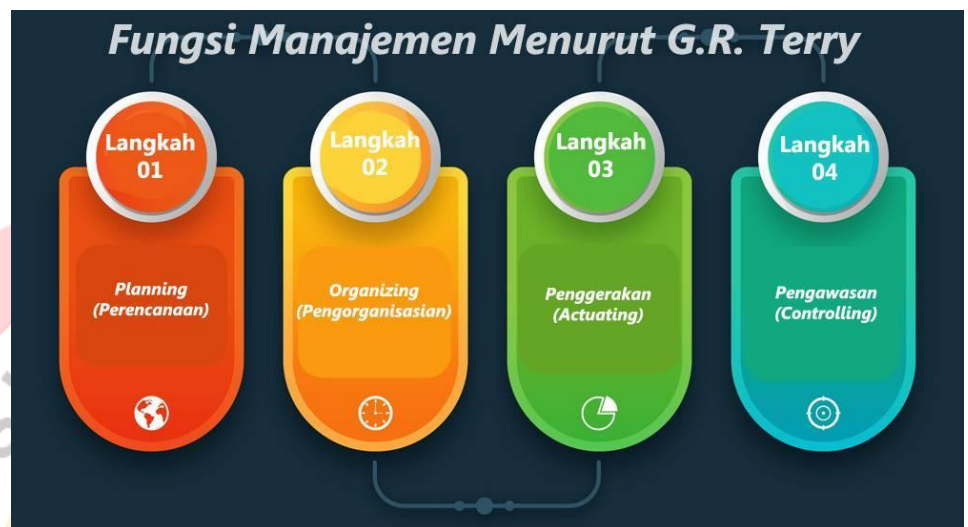 Fungsi Manajemen Menurut G.R. Terry
Langkah
01
Planning
(Perencanaan)
Langkah
02
Organizing
(Pengorganisasian)
Langkah
03
Penggerakan
(Actuating)
Langkah
04
Pengawasan
(Controlling)